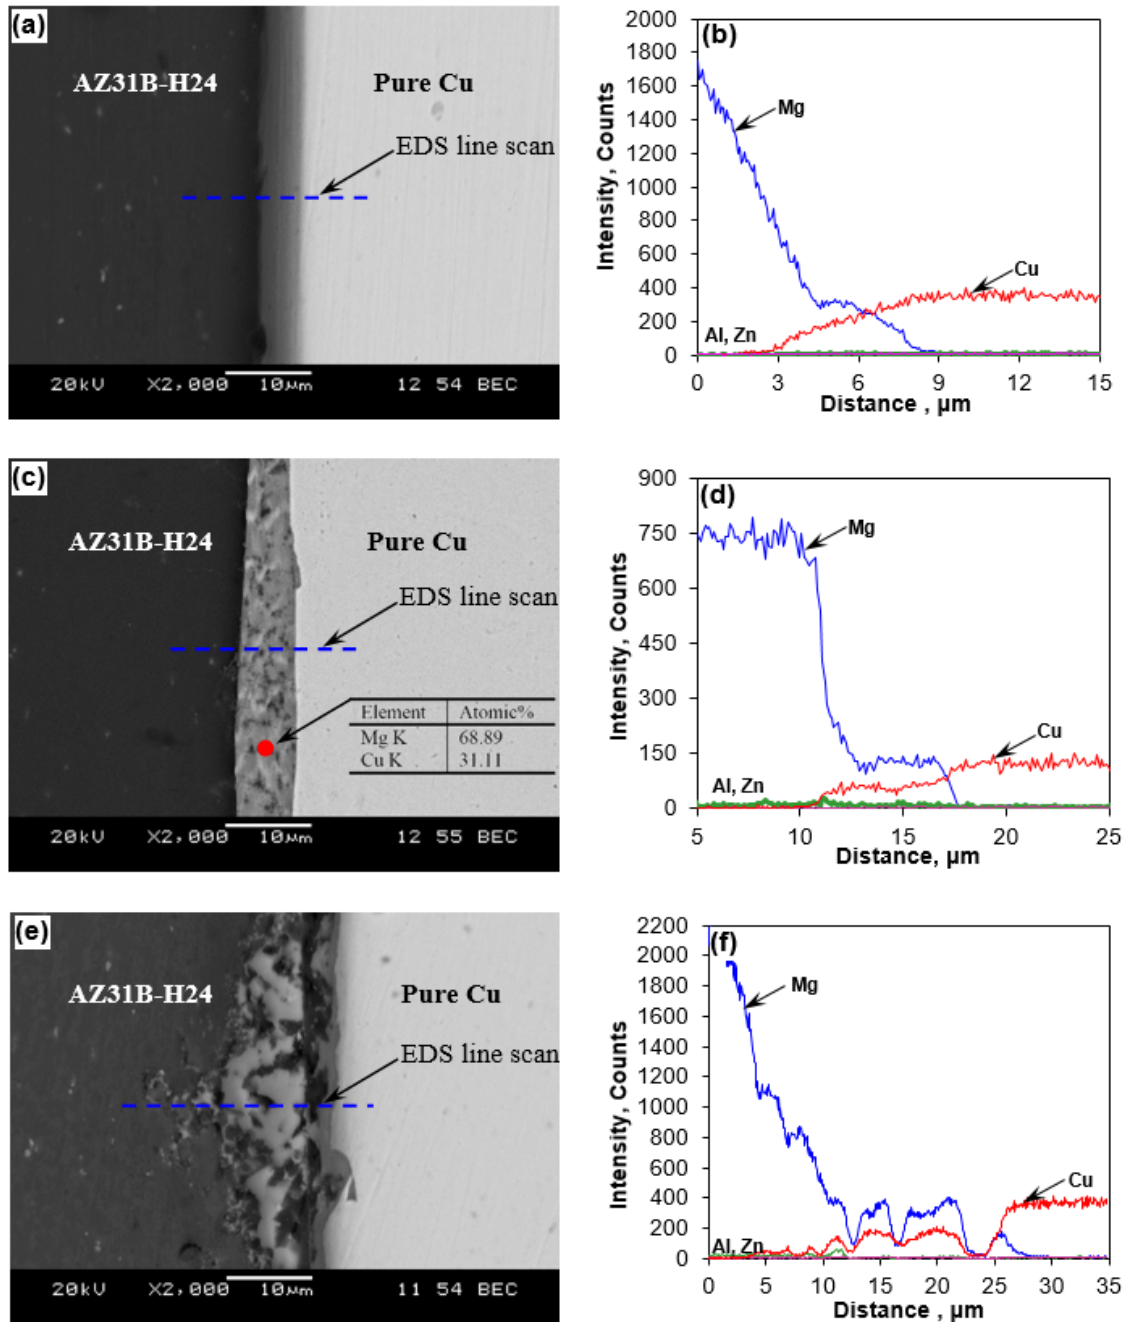 (a)
AZ31B-H24 Pure Cu
EDS line scan
20kV X2,000 10µm 12 54 BEC
(b)
2000
1800
1600
1400
1200
1000
800
600
400
200
0
Intensity, Counts
Mg
Cu
Al, Zn
0 3 6 9 12 15
Distance , µm
(c)
AZ31B-H24 Pure Cu
EDS line scan
Element Atomic%
Mg K 68.89
Cu K 31.11
20kV X2,000 10µm 12 55 BEC
(d)
900
750
600
450
300
150
0
Intensity, Counts
Mg
Cu
Al, Zn
5 10 15 20 25
Distance, µm
(e)
AZ31B-H24 Pure Cu
EDS line scan
20kV X2,000 10µm 11 54 BEC
(f)
2200
2000
1800
1600
1400
1200
1000
800
600
400
200
0
Intensity, Counts
Mg
Cu
Al, Zn
0 5 10 15 20 25 30 35
Distance , µm